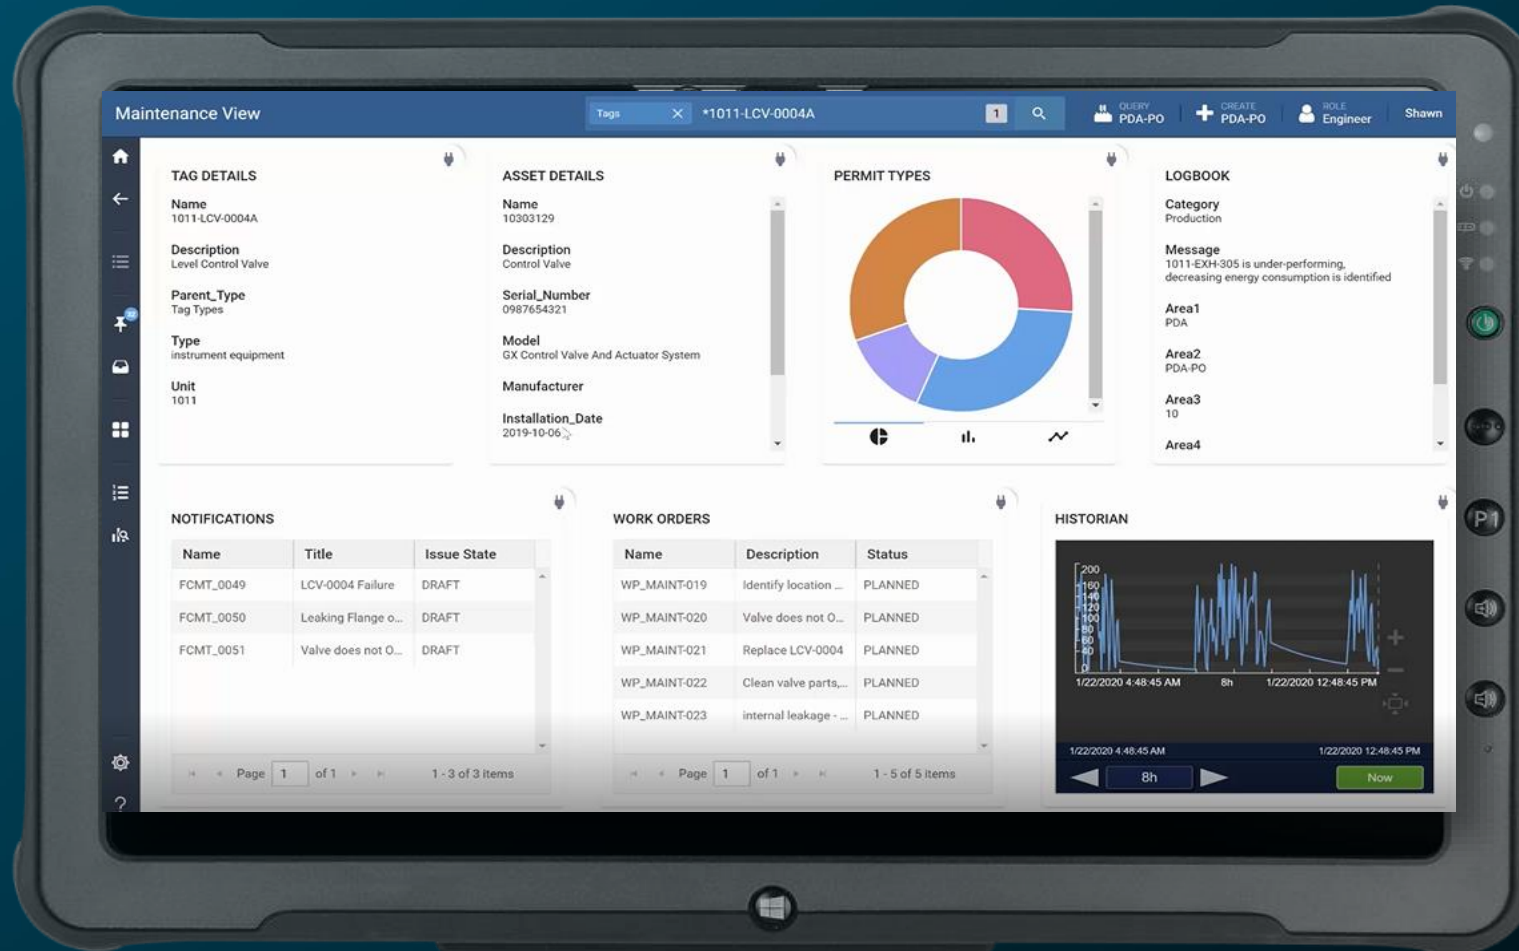 Maintenance View
Tags
*1011-LCV-0004A
1
QUERY
PDA-PO
CREATE
PDA-PO
ROLE
Engineer
Shawn
TAG DETAILS
Name
1011-LCV-0004A
Description
Level Control Valve
Parent_Type
Tag Types
Type
instrument equipment
Unit
1011
ASSET DETAILS
Name
10303129
Description
Control Valve
Serial_Number
0987654321
Model
GX Control Valve And Actuator System
Manufacturer
Installation_Date
2019-10-06
PERMIT TYPES
LOGBOOK
Category
Production
Message
1011-EXH-305 is under-performing,
decreasing energy consumption is identified
Area1
PDA
Area2
PDA-PO
Area3
10
Area4
NOTIFICATIONS
Name Title Issue State
FCMT_0049 LCV-0004 Failure DRAFT
FCMT_0050 Leaking Flange o... DRAFT
FCMT_0051 Valve does not O... DRAFT
Page 1 of 1 1 - 3 of 3 items
WORK ORDERS
Name Description Status
WP_MAINT-019 Identify location ... PLANNED
WP_MAINT-020 Valve does not O... PLANNED
WP_MAINT-021 Replace LCV-0004 PLANNED
WP_MAINT-022 Clean valve parts,... PLANNED
WP_MAINT-023 internal leakage - ... PLANNED
Page 1 of 1 1 - 5 of 5 items
HISTORIAN
200
160
140
120
100
80
60
40
0
1/22/2020 4:48:45 AM 8h 1/22/2020 12:48:45 PM
1/22/2020 4:48:45 AM 1/22/2020 12:48:45 PM
8h Now
?
P1